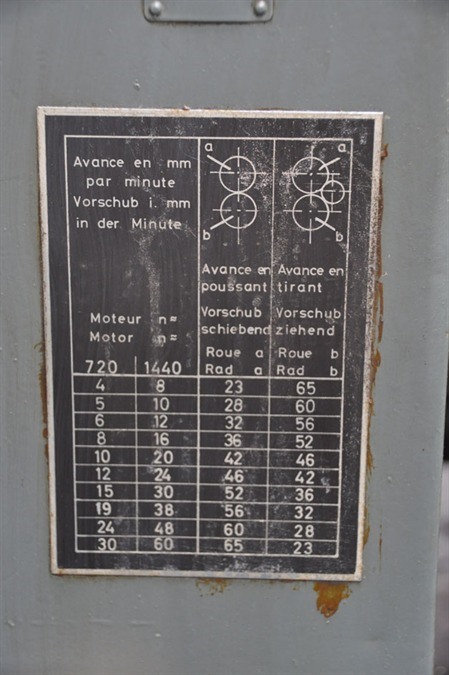 Avance en mm
par minute
Vorschub i. mm
in der Minute
a
b
a
b
Avance en
poussant
Vorschub
schiebend
Avance en
tirant
Vorschub
ziehend
Moteur n≈
Motor n≈
Roue a
Rad a
Roue b
Rad b
720 1440
4 8 23 65
5 10 28 60
6 12 32 56
8 16 36 52
10 20 42 46
12 24 46 42
15 30 52 36
19 38 56 32
24 48 60 28
30 60 65 23